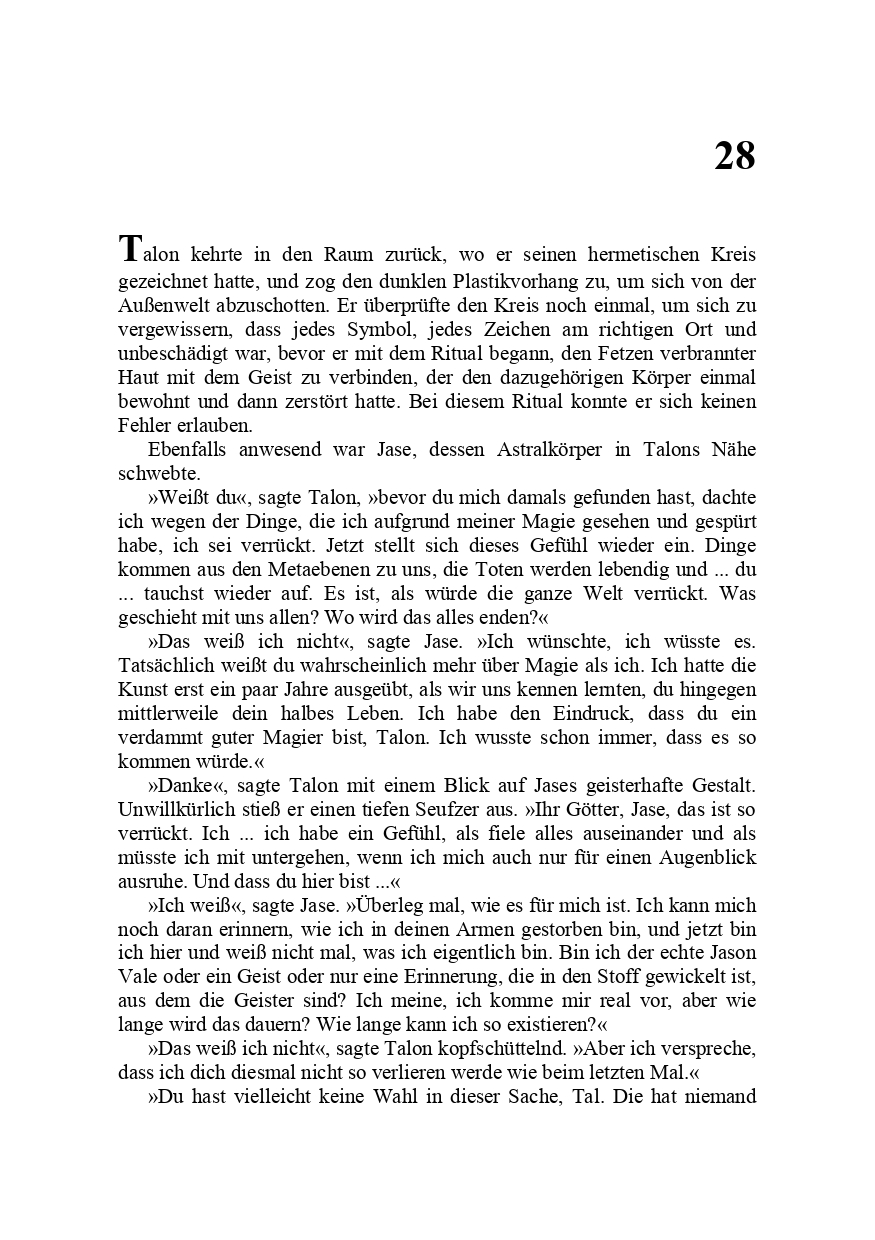 28
Talon kehrte in den Raum zurück, wo er seinen hermetischen Kreis
gezeichnet hatte, und zog den dunklen Plastikvorhang zu, um sich von der
Außenwelt abzuschotten. Er überprüfte den Kreis noch einmal, um sich zu
vergewissern, dass jedes Symbol, jedes Zeichen am richtigen Ort und
unbeschädigt war, bevor er mit dem Ritual begann, den Fetzen verbrannter
Haut mit dem Geist zu verbinden, der den dazugehörigen Körper einmal
bewohnt und dann zerstört hatte. Bei diesem Ritual konnte er sich keinen
Fehler erlauben.
Ebenfalls anwesend war Jase, dessen Astralkörper in Talons Nähe
schwebte.
»Weißt du«, sagte Talon, »bevor du mich damals gefunden hast, dachte
ich wegen der Dinge, die ich aufgrund meiner Magie gesehen und gespürt
habe, ich sei verrückt. Jetzt stellt sich dieses Gefühl wieder ein. Dinge
kommen aus den Metaebenen zu uns, die Toten werden lebendig und ... du
... tauchst wieder auf. Es ist, als würde die ganze Welt verrückt. Was
geschieht mit uns allen? Wo wird das alles enden?«
»Das weiß ich nicht«, sagte Jase. »Ich wünschte, ich wüsste es.
Tatsächlich weißt du wahrscheinlich mehr über Magie als ich. Ich hatte die
Kunst erst ein paar Jahre ausgeübt, als wir uns kennen lernten, du hingegen
mittlerweile dein halbes Leben. Ich habe den Eindruck, dass du ein
verdammt guter Magier bist, Talon. Ich wusste schon immer, dass es so
kommen würde.«
»Danke«, sagte Talon mit einem Blick auf Jases geisterhafte Gestalt.
Unwillkürlich stieß er einen tiefen Seufzer aus. »Ihr Götter, Jase, das ist so
verrückt. Ich ... ich habe ein Gefühl, als fiele alles auseinander und als
müsste ich mit untergehen, wenn ich mich auch nur für einen Augenblick
ausruhe. Und dass du hier bist ...«
»Ich weiß«, sagte Jase. »Überleg mal, wie es für mich ist. Ich kann mich
noch daran erinnern, wie ich in deinen Armen gestorben bin, und jetzt bin
ich hier und weiß nicht mal, was ich eigentlich bin. Bin ich der echte Jason
Vale oder ein Geist oder nur eine Erinnerung, die in den Stoff gewickelt ist,
aus dem die Geister sind? Ich meine, ich komme mir real vor, aber wie
lange wird das dauern? Wie lange kann ich so existieren?«
»Das weiß ich nicht«, sagte Talon kopfschüttelnd. »Aber ich verspreche,
dass ich dich diesmal nicht so verlieren werde wie beim letzten Mal.«
»Du hast vielleicht keine Wahl in dieser Sache, Tal. Die hat niemand